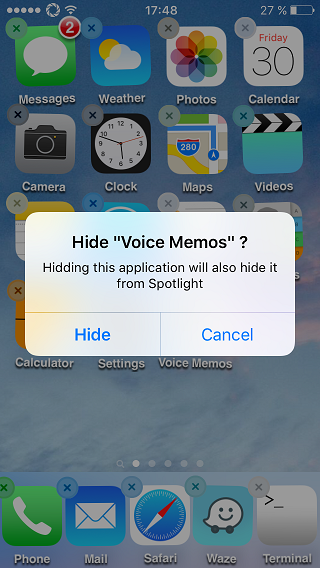 17:48
27 %
2
Friday
30
280
>_
Messages
Weather
Photos
Calendar
Camera
Clock
Maps
Videos
Hide "Voice Memos" ?
Hidding this application will also hide it
from Spotlight
Hide
Cancel
Calculator
Settings
Voice Memos
Phone
Mail
Safari
Waze
Terminal